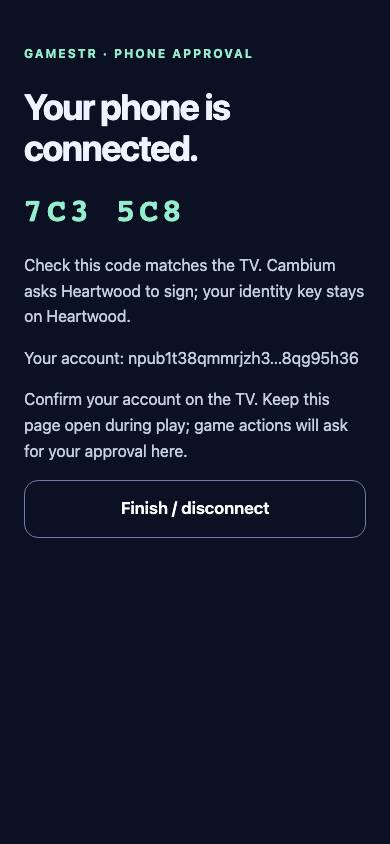 GAMESTR · PHONE APPROVAL
Your phone is
connected.
7C3 5C8
Check this code matches the TV. Cambium
asks Heartwood to sign; your identity key stays
on Heartwood.
Your account: npub1t38qmmrjzh3…8qg95h36
Confirm your account on the TV. Keep this
page open during play; game actions will ask
for your approval here.
Finish / disconnect